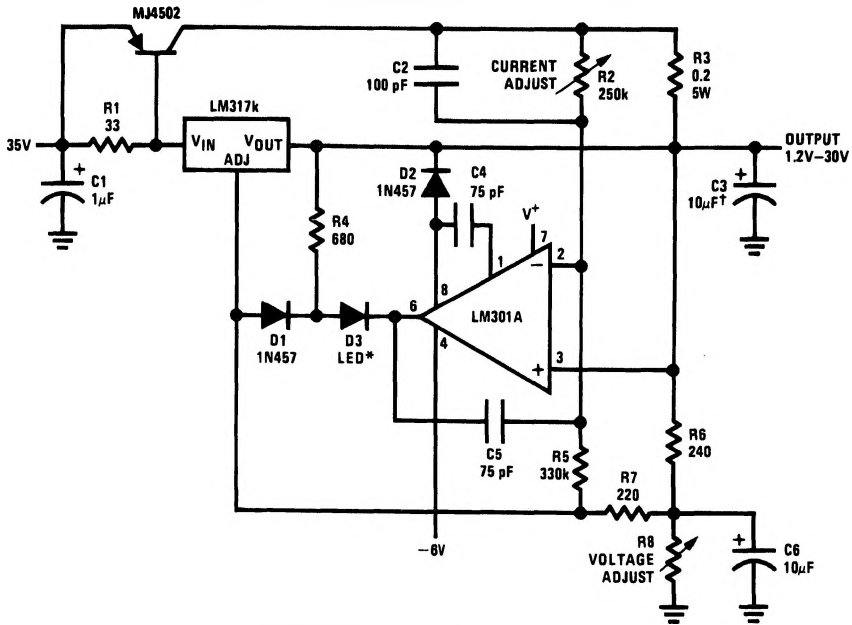 MJ4502
C2
100 pF
CURRENT
ADJUST
R2
250k
R3
0.2
5W
R1
33
LM317k
35V
VIN
VOUT
ADJ
OUTPUT
1.2V–30V
C1
1μF
+
D2
1N457
C4
75 pF
C3
10μF†
+
R4
680
V+
7
2
1
8
–
6
LM301A
D1
1N457
D3
LED*
4
+
3
C5
75 pF
R5
330k
R6
240
R7
220
–6V
R8
VOLTAGE
ADJUST
+
C6
10μF